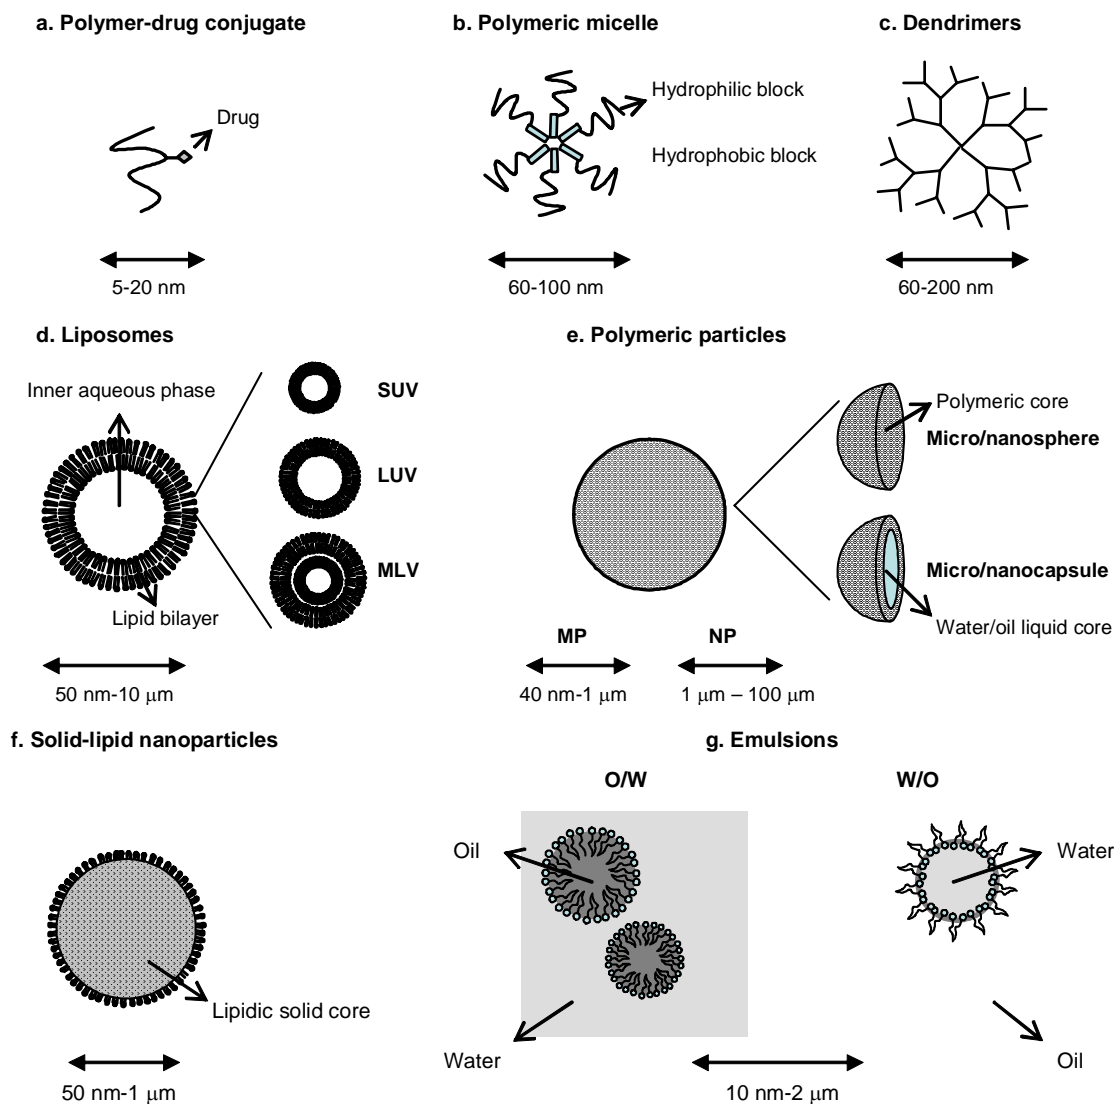 a. Polymer-drug conjugate
Drug
5-20 nm
b. Polymeric micelle
Hydrophilic block
Hydrophobic block
60-100 nm
c. Dendrimers
60-200 nm
d. Liposomes
Inner aqueous phase
SUV
LUV
MLV
Lipid bilayer
50 nm-10 μm
e. Polymeric particles
Polymeric core
Micro/nanosphere
Micro/nanocapsule
Water/oil liquid core
MP
NP
40 nm-1 μm
1 μm – 100 μm
f. Solid-lipid nanoparticles
Lipidic solid core
50 nm-1 μm
g. Emulsions
O/W
W/O
Oil
Water
Water
Oil
10 nm-2 μm